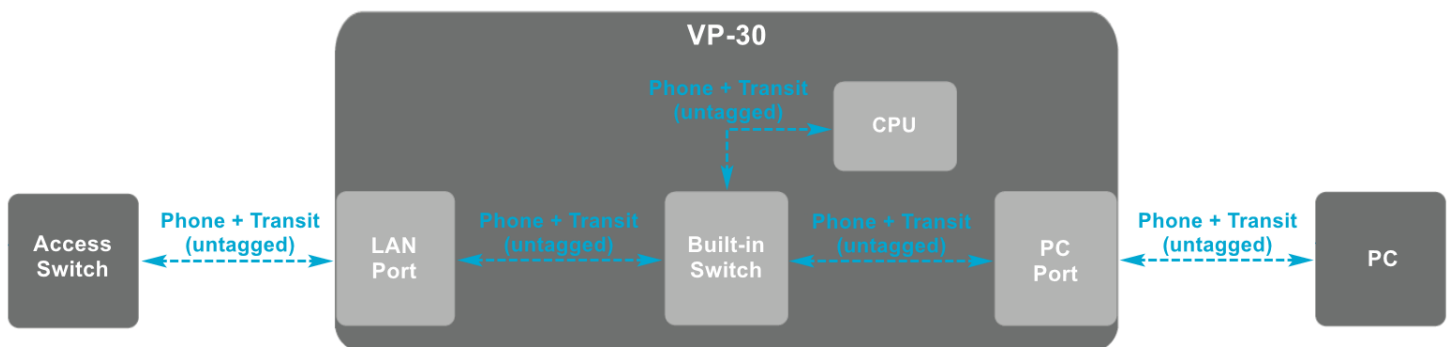 VP-30
Phone + Transit
(untagged)
CPU
Access
Switch
Phone + Transit
(untagged)
LAN
Port
Phone + Transit
(untagged)
Built-in
Switch
Phone + Transit
(untagged)
PC
Port
Phone + Transit
(untagged)
PC